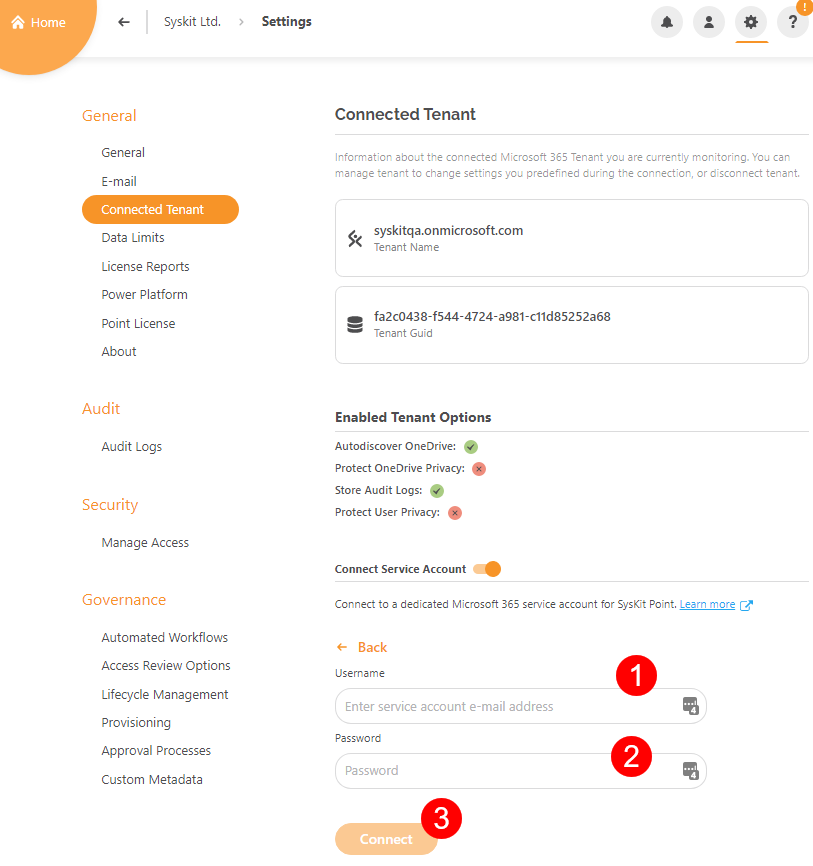 Home
Syskit Ltd. > Settings
?
!
General
General
E-mail
Connected Tenant
Data Limits
License Reports
Power Platform
Point License
About
Audit
Audit Logs
Security
Manage Access
Governance
Automated Workflows
Access Review Options
Lifecycle Management
Provisioning
Approval Processes
Custom Metadata
Connected Tenant
Information about the connected Microsoft 365 Tenant you are currently monitoring. You can
manage tenant to change settings you predefined during the connection, or disconnect tenant.
syskitqa.onmicrosoft.com
Tenant Name
fa2c0438-f544-4724-a981-c11d85252a68
Tenant Guid
Enabled Tenant Options
Autodiscover OneDrive:
Protect OneDrive Privacy:
Store Audit Logs:
Protect User Privacy:
Connect Service Account
Connect to a dedicated Microsoft 365 service account for SysKit Point. Learn more
Back
Username
1
Enter service account e-mail address
4
Password
2
Password
4
3
Connect